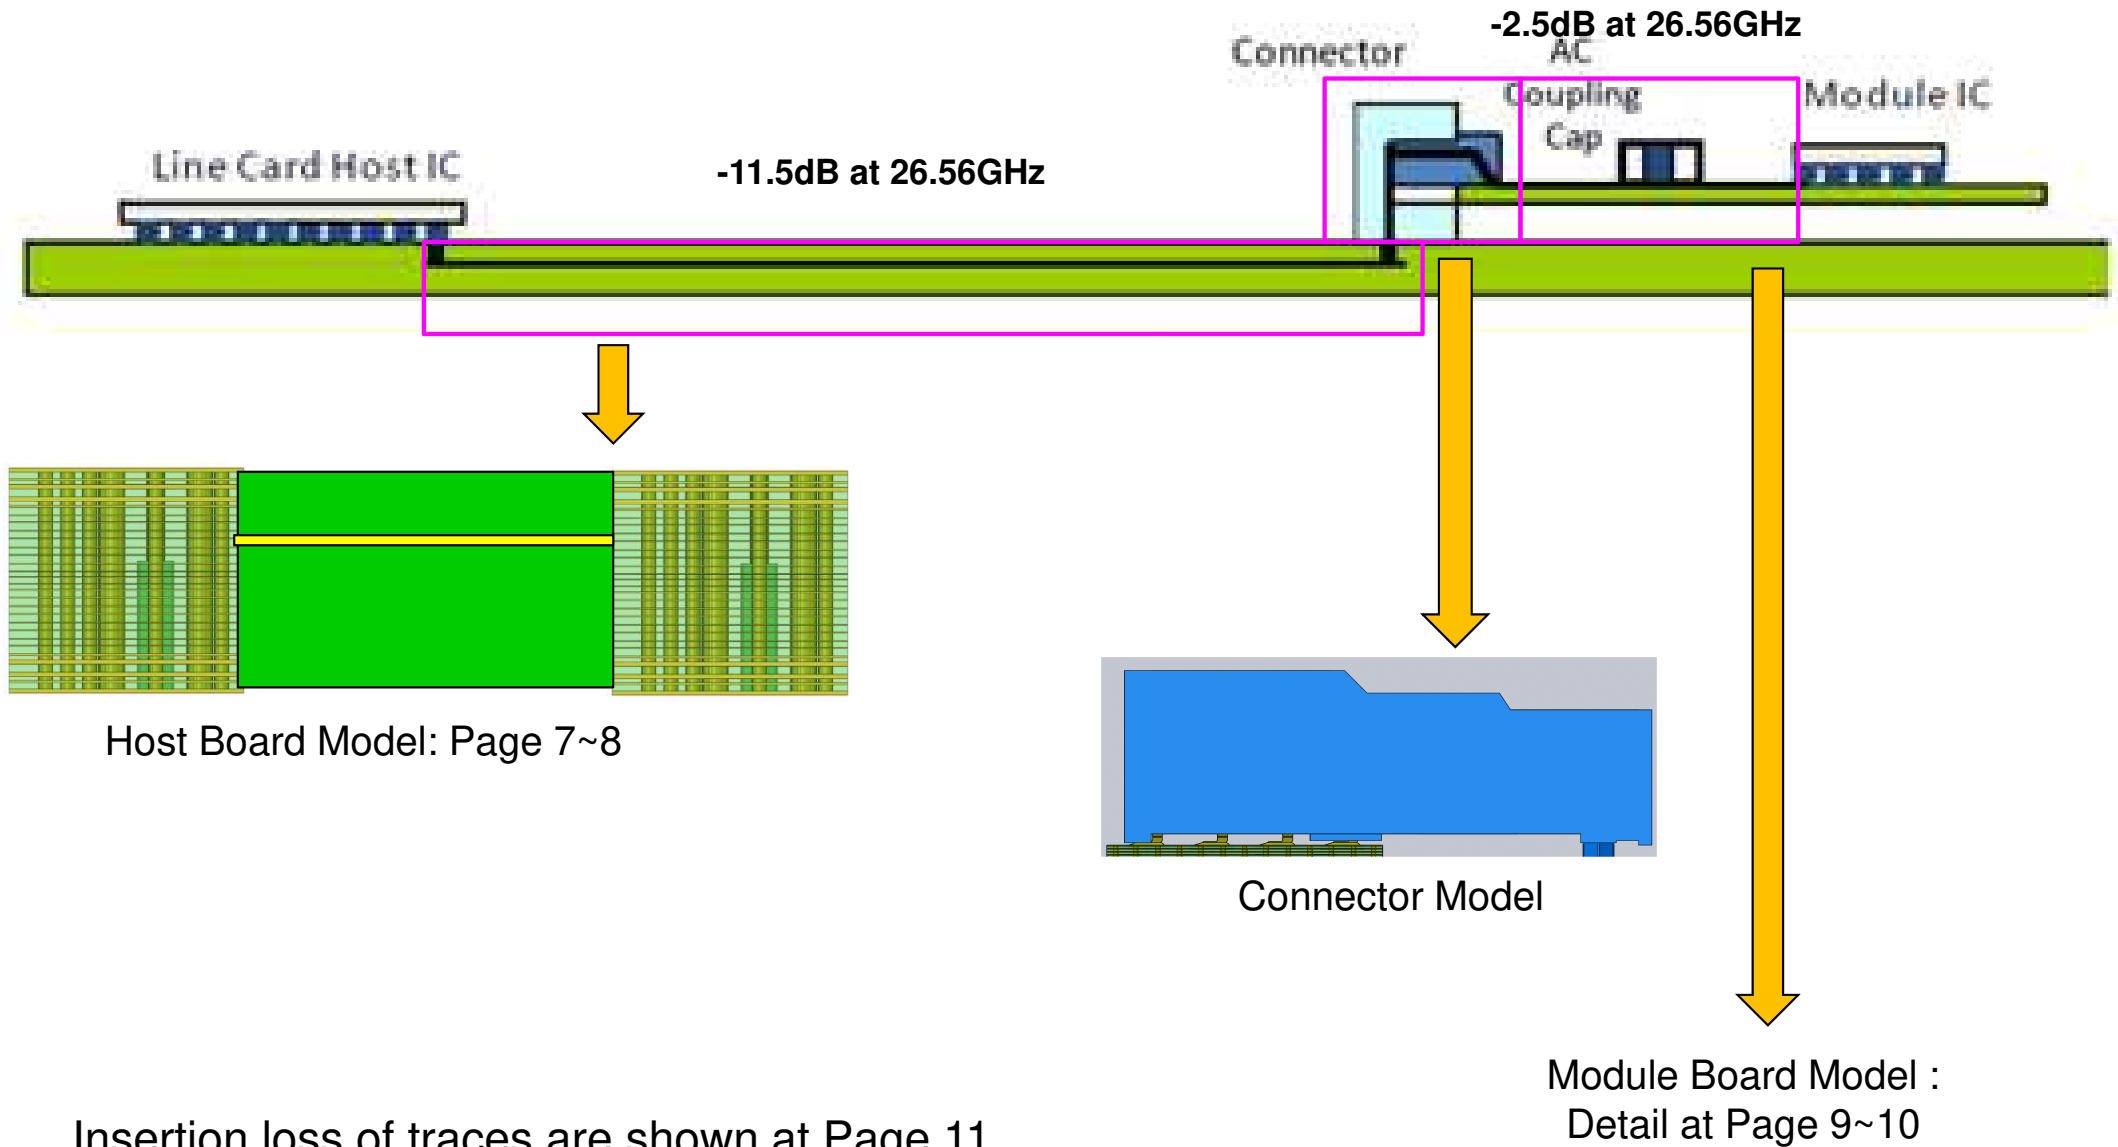 -2.5dB at 26.56GHz
Connector
AC
Coupling
Cap
Module IC
Line Card Host IC
-11.5dB at 26.56GHz
Host Board Model: Page 7~8
Connector Model
Module Board Model :
Detail at Page 9~10
Insertion loss of traces are shown at Page 11